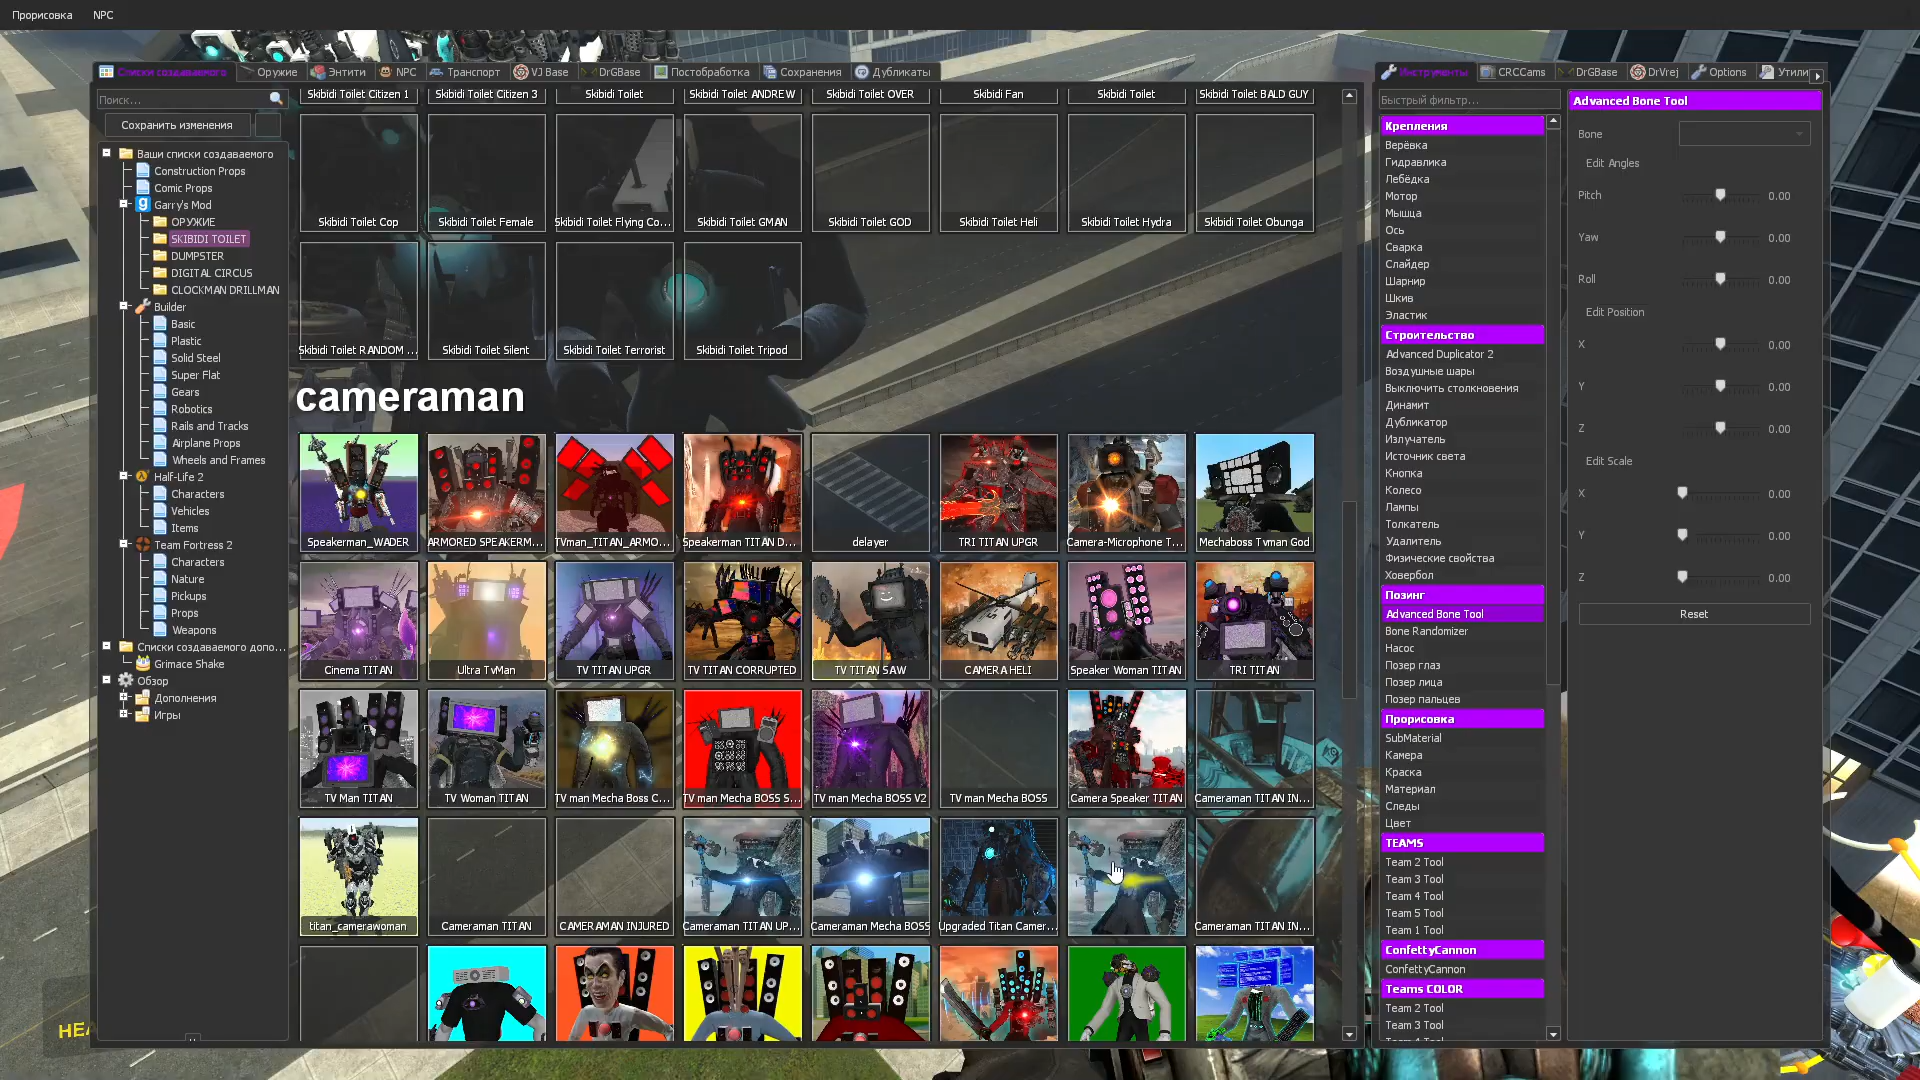 Прорисовка NPC
Списки создаваемого Оружие Энтити NPC Транспорт VJ Base DrGBase Постобработка Сохранения Дубликаты
Поиск...
Сохранить изменения
Ваши списки создаваемого
Construction Props
Comic Props
Garry's Mod
ОРУЖИЕ
SKIBIDI TOILET
DUMPSTER
DIGITAL CIRCUS
CLOCKMAN DRILLMAN
Builder
Basic
Plastic
Solid Steel
Super Flat
Gears
Robotics
Rails and Tracks
Airplane Props
Wheels and Frames
Half-Life 2
Characters
Vehicles
Items
Team Fortress 2
Characters
Nature
Pickups
Props
Weapons
Списки создаваемого допо...
Grimace Shake
Обзор
Дополнения
Игры
Skibidi Toilet Citizen 1 Skibidi Toilet Citizen 3 Skibidi Toilet Skibidi Toilet ANDREW Skibidi Toilet OVER Skibidi Fan Skibidi Toilet Skibidi Toilet BALD GUY
Skibidi Toilet Cop Skibidi Toilet Female Skibidi Toilet Flying Co... Skibidi Toilet GMAN Skibidi Toilet GOD Skibidi Toilet Heli Skibidi Toilet Hydra Skibidi Toilet Obunga
Skibidi Toilet RANDOM ... Skibidi Toilet Silent Skibidi Toilet Terrorist Skibidi Toilet Tripod
cameraman
Speakerman_WADER ARMORED SPEAKERM... TVman_TITAN_ARMO... Speakerman TITAN D... delayer TRI TITAN UPGR Camera-Microphone T... Mechaboss Tvman God
Cinema TITAN Ultra TvMan TV TITAN UPGR TV TITAN CORRUPTED TV TITAN SAW CAMERA HELI Speaker Woman TITAN TRI TITAN
TV Man TITAN TV Woman TITAN TV man Mecha Boss C... TV man Mecha BOSS S... TV man Mecha BOSS V2 TV man Mecha BOSS Camera Speaker TITAN Cameraman TITAN IN...
titan_camerawoman Cameraman TITAN CAMERAMAN INJURED Cameraman TITAN UP... Cameraman Mecha BOSS Upgraded Titan Camer... Cameraman TITAN IN...
HEA
Инструменты CRCCams DrGBase DrVrej Options Утили
Быстрый фильтр...
Крепления
Верёвка
Гидравлика
Лебёдка
Мотор
Мышца
Ось
Сварка
Слайдер
Шарнир
Шкив
Эластик
Строительство
Advanced Duplicator 2
Воздушные шары
Выключить столкновения
Динамит
Дубликатор
Излучатель
Источник света
Кнопка
Колесо
Лампы
Толкатель
Удалитель
Физические свойства
Ховербол
Позинг
Advanced Bone Tool
Bone Randomizer
Насос
Позер глаз
Позер лица
Позер пальцев
Прорисовка
SubMaterial
Камера
Краска
Материал
Следы
Цвет
TEAMS
Team 2 Tool
Team 3 Tool
Team 4 Tool
Team 5 Tool
Team 1 Tool
ConfettyCannon
ConfettyCannon
Teams COLOR
Team 2 Tool
Team 3 Tool
Advanced Bone Tool
Bone
Edit Angles
Pitch 0.00
Yaw 0.00
Roll 0.00
Edit Position
X 0.00
Y 0.00
Z 0.00
Edit Scale
X 0.00
Y 0.00
Z 0.00
Reset